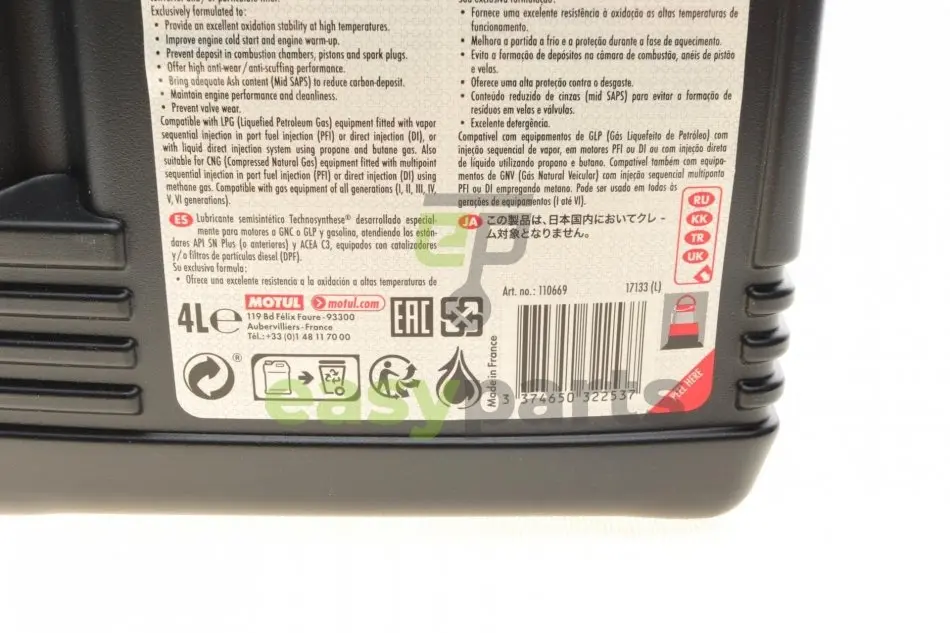 Exclusively formulated to:
• Provide an excellent oxidation stability at high temperatures.
• Improve engine cold start and engine warm-up.
• Prevent deposit in combustion chambers, pistons and spark plugs.
• Offer high anti-wear/anti-scuffing performance.
• Bring adequate Ash content (Mid SAPS) to reduce carbon-deposit.
• Maintain engine performance and cleanliness.
• Prevent valve wear.
Compatible with LPG (Liquefied Petroleum Gas) equipment fitted with vapor
sequential injection in port fuel injection (PFI) or direct injection (DI), or
with liquid direct injection system using propane and butane gas. Also
suitable for CNG (Compressed Natural Gas) equipment fitted with multipoint
sequential injection in port fuel injection (PFI) or direct injection (DI) using
methane gas. Compatible with gas equipment of all generations (I, II, III, IV,
V, VI generations).
ES Lubricante semisintético Technosynthese® desarrollado especial-
mente para motores a GNC o GLP y gasolina, atendiendo los están-
dares API SN Plus (o anteriores) y ACEA C3, equipados con catalizadores
y/o filtros de partículas diesel (DPF).
Su exclusiva formula:
• Ofrece una excelente resistencia a la oxidación a altas temperaturas de
• Fornece uma excelente resistência à oxidação as altas temperaturas de
funcionamento.
• Melhora a partida a frio e a proteção durante a fase de aquecimento.
• Evita a formação de depósitos na câmara de combustão, anéis de pistão
e velas.
• Oferece uma alta proteção contra o desgaste.
• Conteúdo reduzido de cinzas (mid SAPS) para evitar a formação de
resíduos em velas e válvulas.
• Excelente detergência.
Compatível com equipamentos de GLP (Gás Liquefeito de Petróleo) com
injeção sequencial de vapor, em motores PFI ou DI ou com injeção direta
de líquido utilizando propano e butano. Compatível também com equipa-
mentos de GNV (Gás Natural Veicular) com injeção sequencial multiponto
PFI ou DI empregando metano. Pode ser usado em todas às
gerações de equipamentos (I até VI).
JA この製品は、日本国内においてクレー
ム対象となりません。
RU
KK
TR
UK
4L℮
MOTUL motul.com
119 Bd Félix Faure - 93300
Aubervilliers - France
Tél.: +33 (0)1 48 11 70 00
EAC
Art. no.: 110669
17133 (L)
Made in France
3 374650 322537
PEEL HERE
®
easyparts